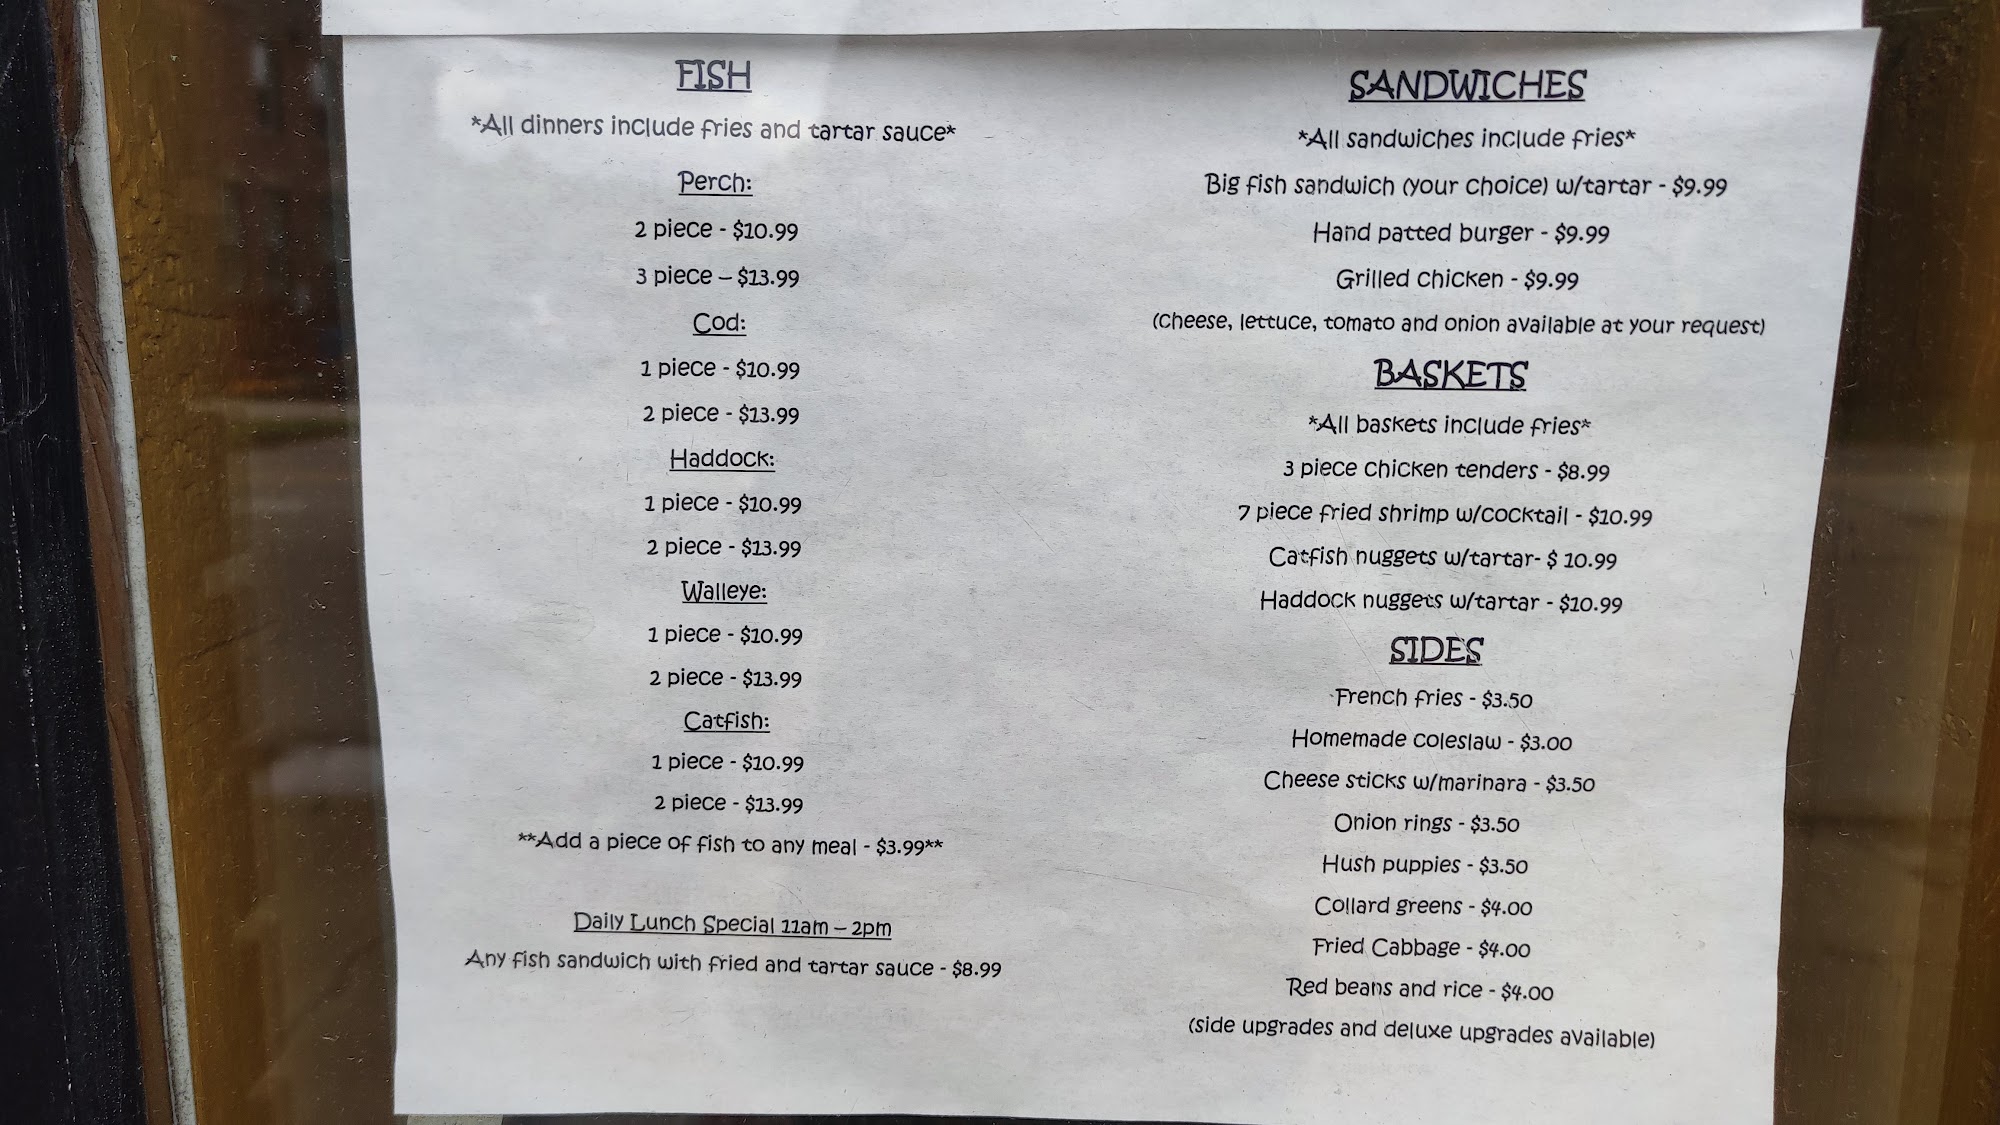 FISH
*All dinners include fries and tartar sauce*
Perch:
2 piece - $10.99
3 piece – $13.99
Cod:
1 piece - $10.99
2 piece - $13.99
Haddock:
1 piece - $10.99
2 piece - $13.99
Walleye:
1 piece - $10.99
2 piece - $13.99
Catfish:
1 piece - $10.99
2 piece - $13.99
**Add a piece of fish to any meal - $3.99**
Daily Lunch Special 11am – 2pm
Any fish sandwich with fried and tartar sauce - $8.99
SANDWICHES
*All sandwiches include fries*
Big fish sandwich (your choice) w/tartar - $9.99
Hand patted burger - $9.99
Grilled chicken - $9.99
(cheese, lettuce, tomato and onion available at your request)
BASKETS
*All baskets include fries*
3 piece chicken tenders - $8.99
7 piece fried shrimp w/cocktail - $10.99
Catfish nuggets w/tartar- $ 10.99
Haddock nuggets w/tartar - $10.99
SIDES
French fries - $3.50
Homemade coleslaw - $3.00
Cheese sticks w/marinara - $3.50
Onion rings - $3.50
Hush puppies - $3.50
Collard greens - $4.00
Fried Cabbage - $4.00
Red beans and rice - $4.00
(side upgrades and deluxe upgrades available)